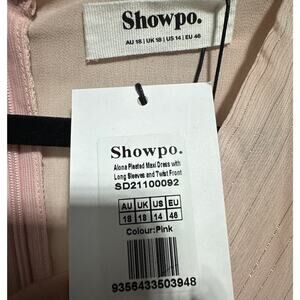 Showpo.
AU 18 | UK 18 | US 14 | EU 46
Showpo.
Alona Pleated Maxi Dress with
Long Sleeves and Twist Front
SD21100092
AU UK US EU
18 18 14 46
Colour:Pink
9356433503948